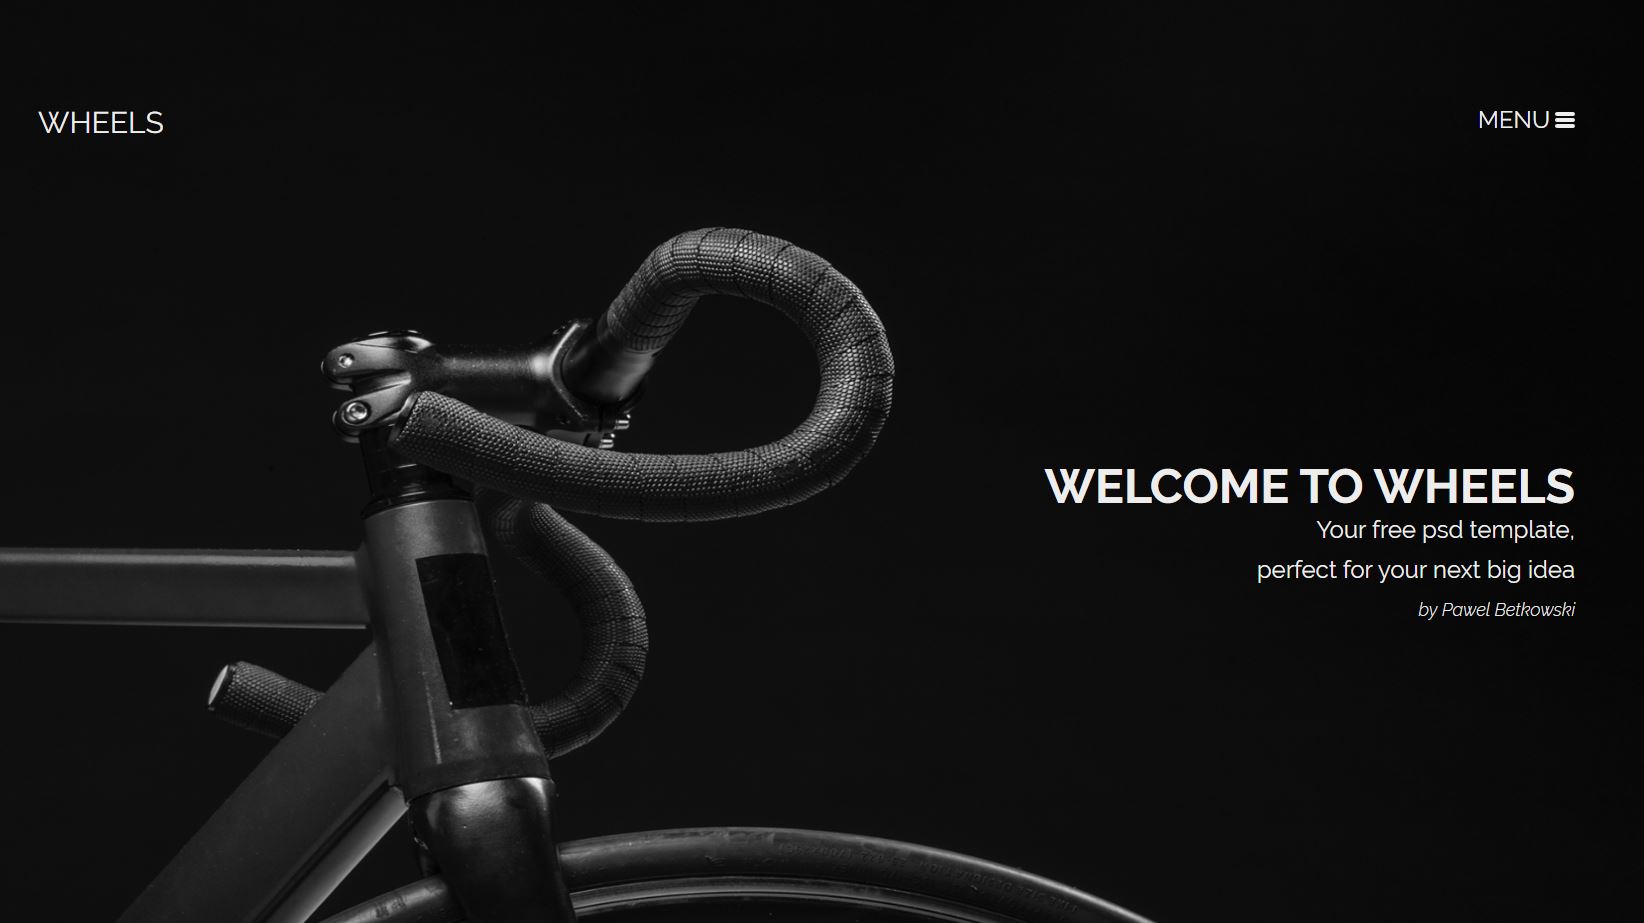 WHEELS
MENU
WELCOME TO WHEELS
Your free psd template,
perfect for your next big idea
by Pawel Betkowski